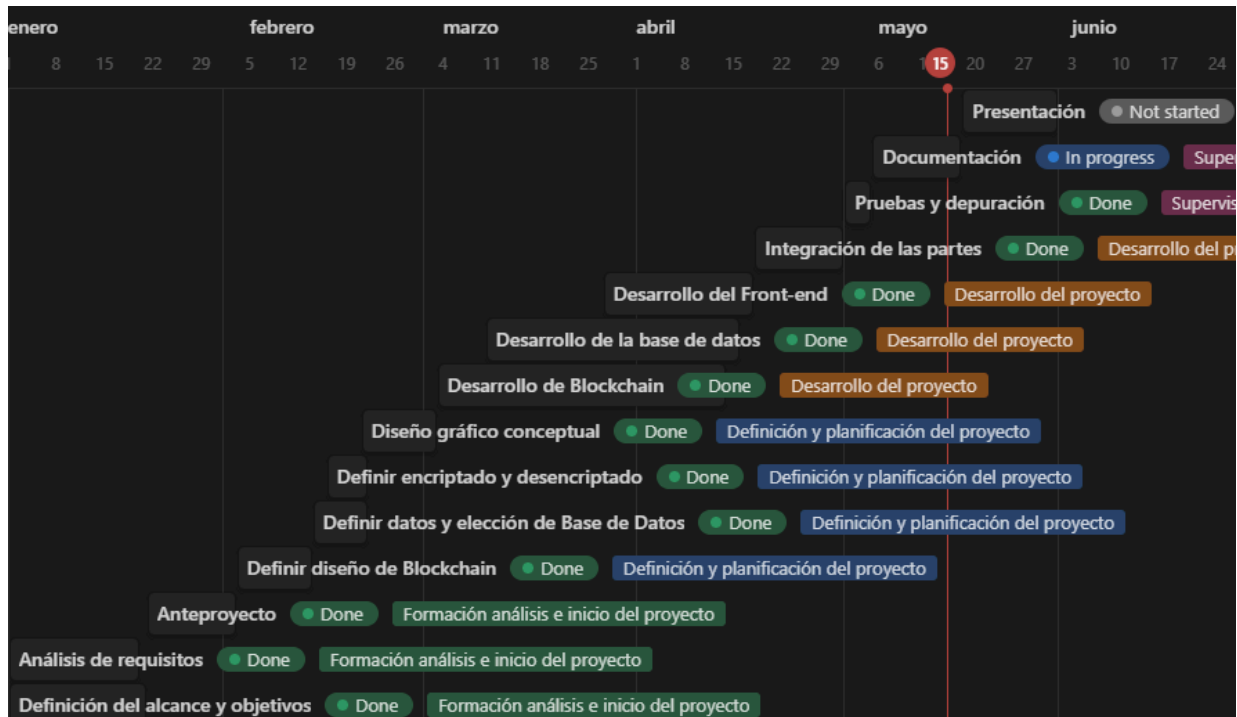 enero febrero marzo abril mayo junio
8 15 22 29 5 12 19 26 4 11 18 25 1 8 15 22 29 6 15 20 27 3 10 17 24
Presentación Not started
Documentación In progress Supe
Pruebas y depuración Done Supervis
Integración de las partes Done Desarrollo del p
Desarrollo del Front-end Done Desarrollo del proyecto
Desarrollo de la base de datos Done Desarrollo del proyecto
Desarrollo de Blockchain Done Desarrollo del proyecto
Diseño gráfico conceptual Done Definición y planificación del proyecto
Definir encriptado y desencriptado Done Definición y planificación del proyecto
Definir datos y elección de Base de Datos Done Definición y planificación del proyecto
Definir diseño de Blockchain Done Definición y planificación del proyecto
Anteproyecto Done Formación análisis e inicio del proyecto
Análisis de requisitos Done Formación análisis e inicio del proyecto
Definición del alcance y objetivos Done Formación análisis e inicio del proyecto